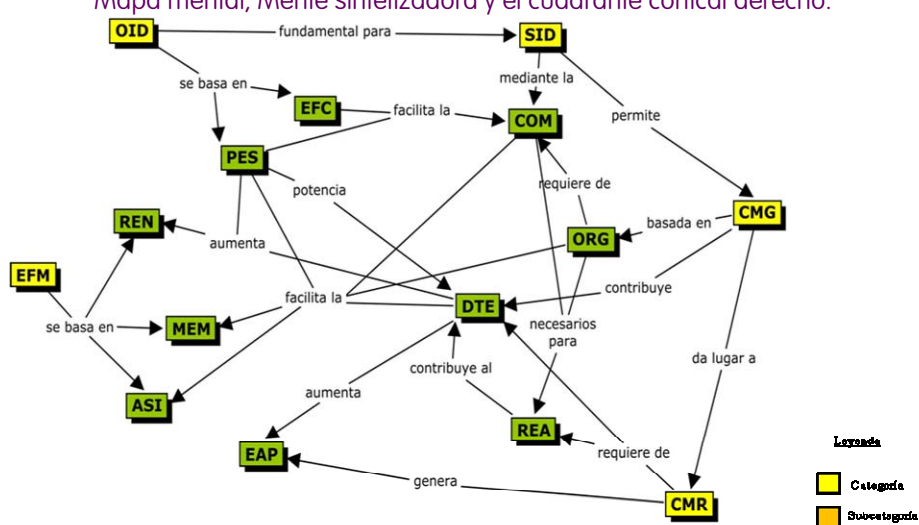 Mapa mental, Mente sintetizadora y el cuadrante cortical derecho.
OID
fundamental para
SID
se basa en
mediante la
EFC
facilita la
COM
permite
PES
potencia
requiere de
REN
aumenta
CMG
basada en
ORG
EFM
contribuye
facilita la
DTE
se basa en
MEM
necesarios
para
da lugar a
contribuye al
aumenta
ASI
REA
EAP
requiere de
genera
CMR
Leyenda
Categoría
Subcategoría